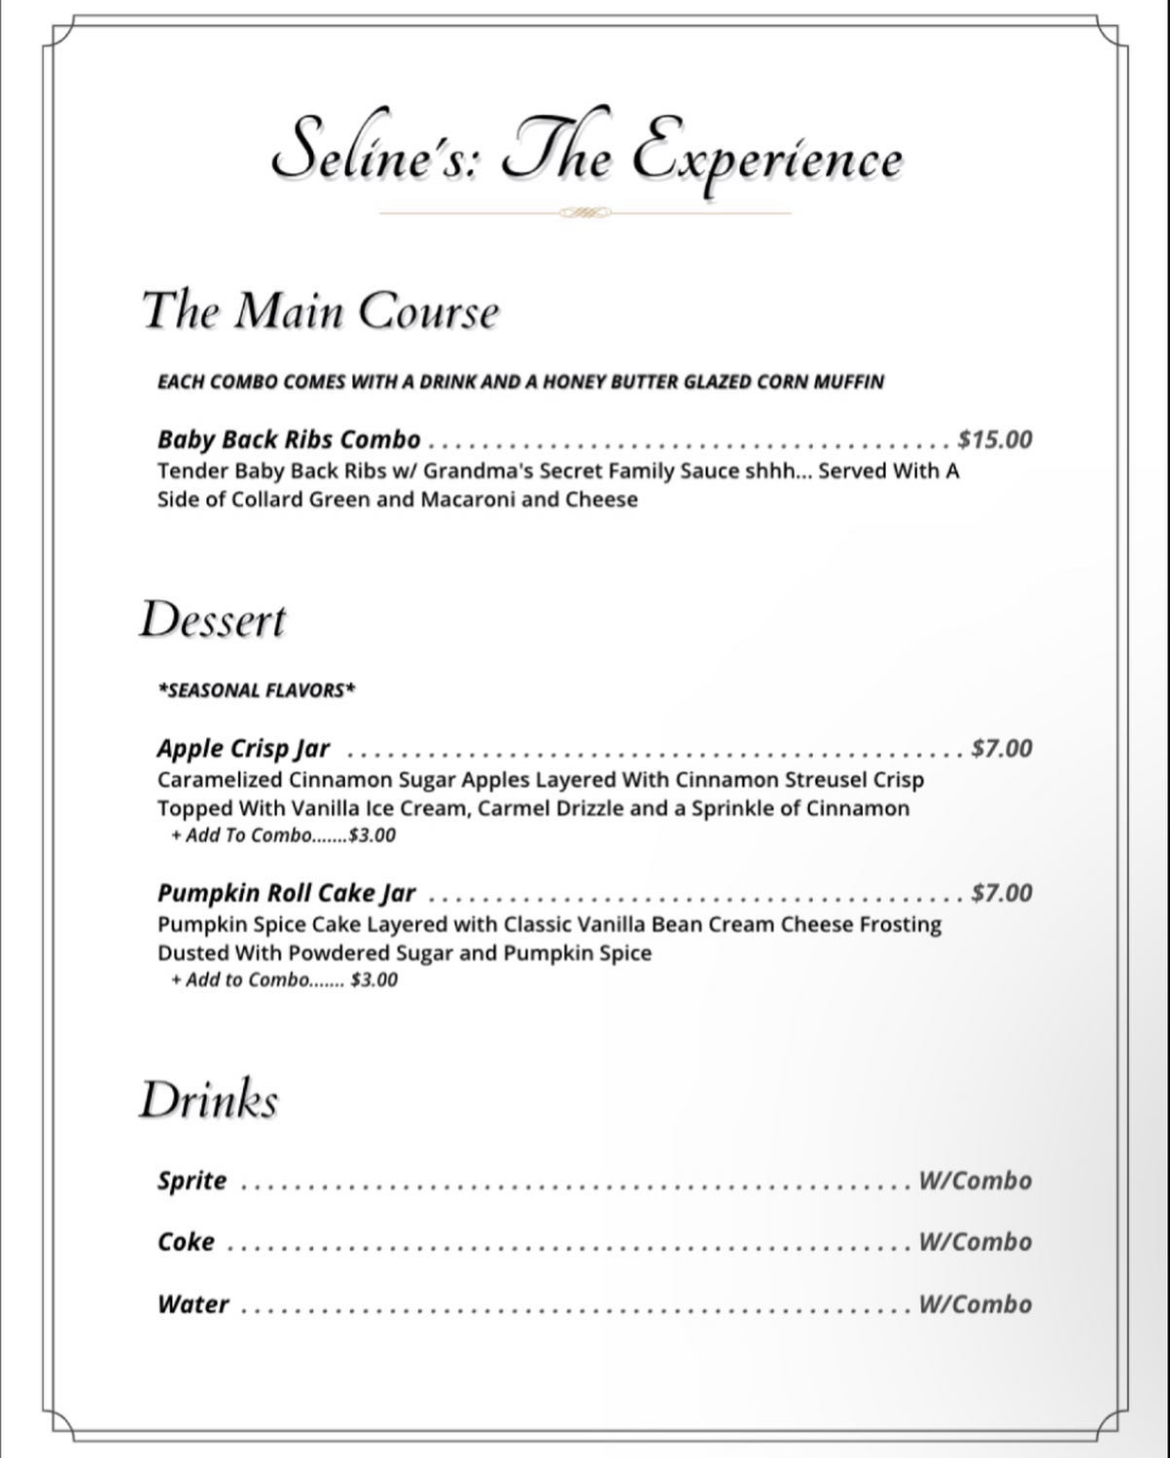 Seline's: The Experience
The Main Course
EACH COMBO COMES WITH A DRINK AND A HONEY BUTTER GLAZED CORN MUFFIN
Baby Back Ribs Combo ....................................... $15.00
Tender Baby Back Ribs w/ Grandma's Secret Family Sauce shhh... Served With A
Side of Collard Green and Macaroni and Cheese
Dessert
*SEASONAL FLAVORS*
Apple Crisp Jar .............................................. $7.00
Caramelized Cinnamon Sugar Apples Layered With Cinnamon Streusel Crisp
Topped With Vanilla Ice Cream, Carmel Drizzle and a Sprinkle of Cinnamon
+ Add To Combo.......$3.00
Pumpkin Roll Cake Jar ........................................ $7.00
Pumpkin Spice Cake Layered with Classic Vanilla Bean Cream Cheese Frosting
Dusted With Powdered Sugar and Pumpkin Spice
+ Add to Combo....... $3.00
Drinks
Sprite .................................................. W/Combo
Coke ................................................... W/Combo
Water .................................................. W/Combo